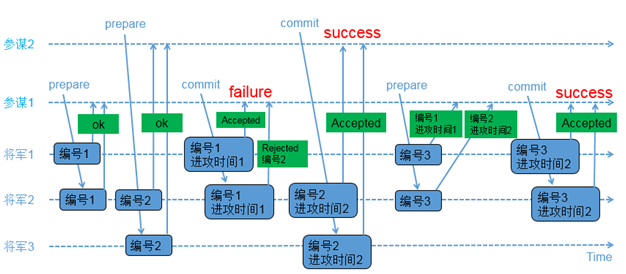 prepare
commit
success
参谋2
prepare
commit
failure
prepare
commit
success
参谋1
ok
ok
Accepted
Accepted
编号1
进攻时间1
编号2
进攻时间2
Accepted
将军1
编号1
编号1
进攻时间1
Rejected
编号2
编号3
编号3
进攻时间2
将军2
编号1
编号2
编号1
进攻时间1
编号2
进攻时间2
编号3
编号3
进攻时间2
将军3
编号2
编号2
进攻时间2
Time